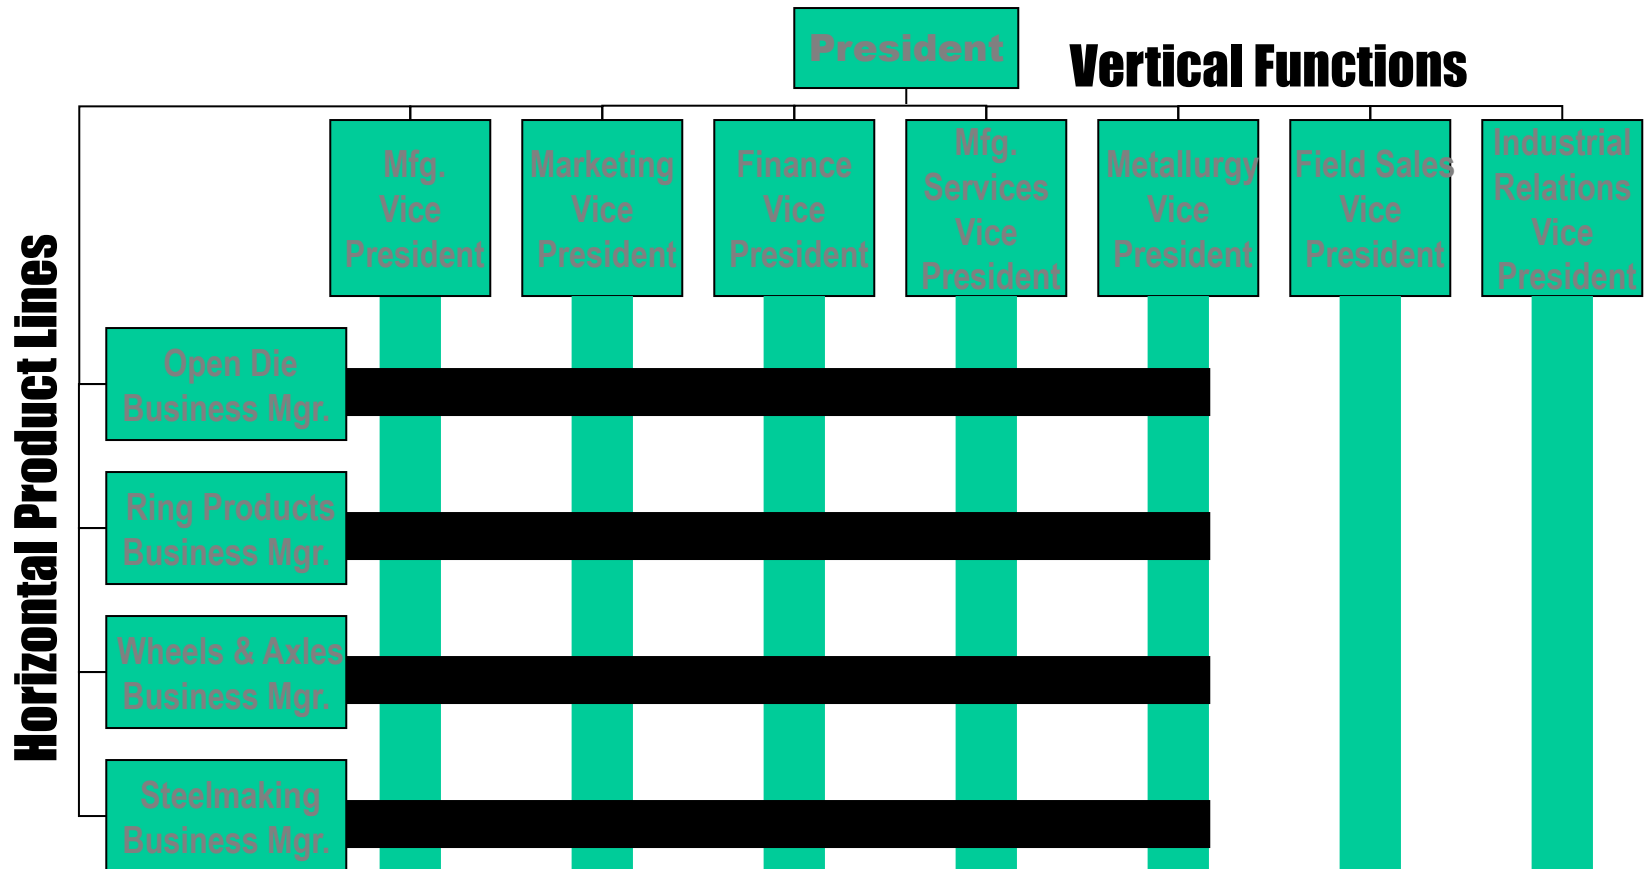 President
Vertical Functions
Mfg.
Vice
President
Marketing
Vice
President
Finance
Vice
President
Mfg.
Services
Vice
President
Metallurgy
Vice
President
Field Sales
Vice
President
Industrial
Relations
Vice
President
Horizontal Product Lines
Open Die
Business Mgr.
Ring Products
Business Mgr.
Wheels & Axles
Business Mgr.
Steelmaking
Business Mgr.